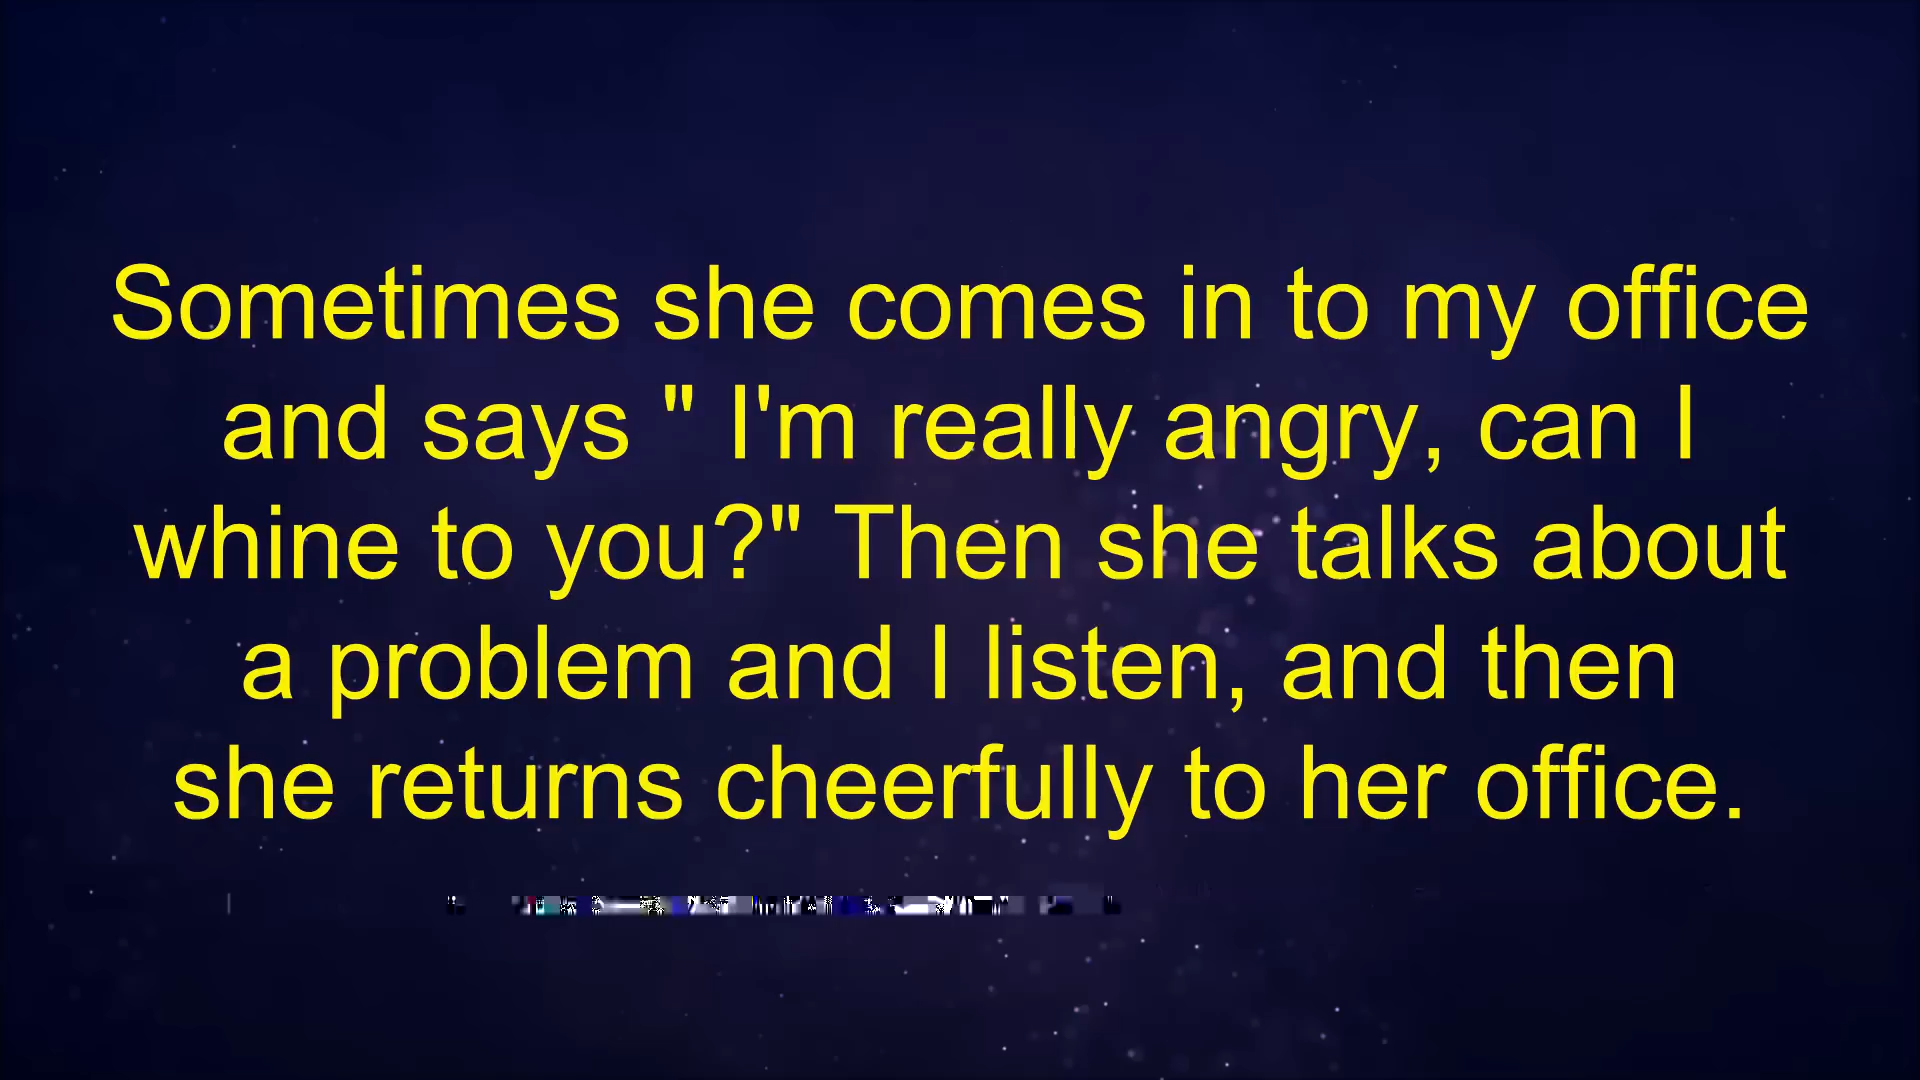 Sometimes she comes in to my office
and says " I'm really angry, can I
whine to you?" Then she talks about
a problem and I listen, and then
she returns cheerfully to her office.